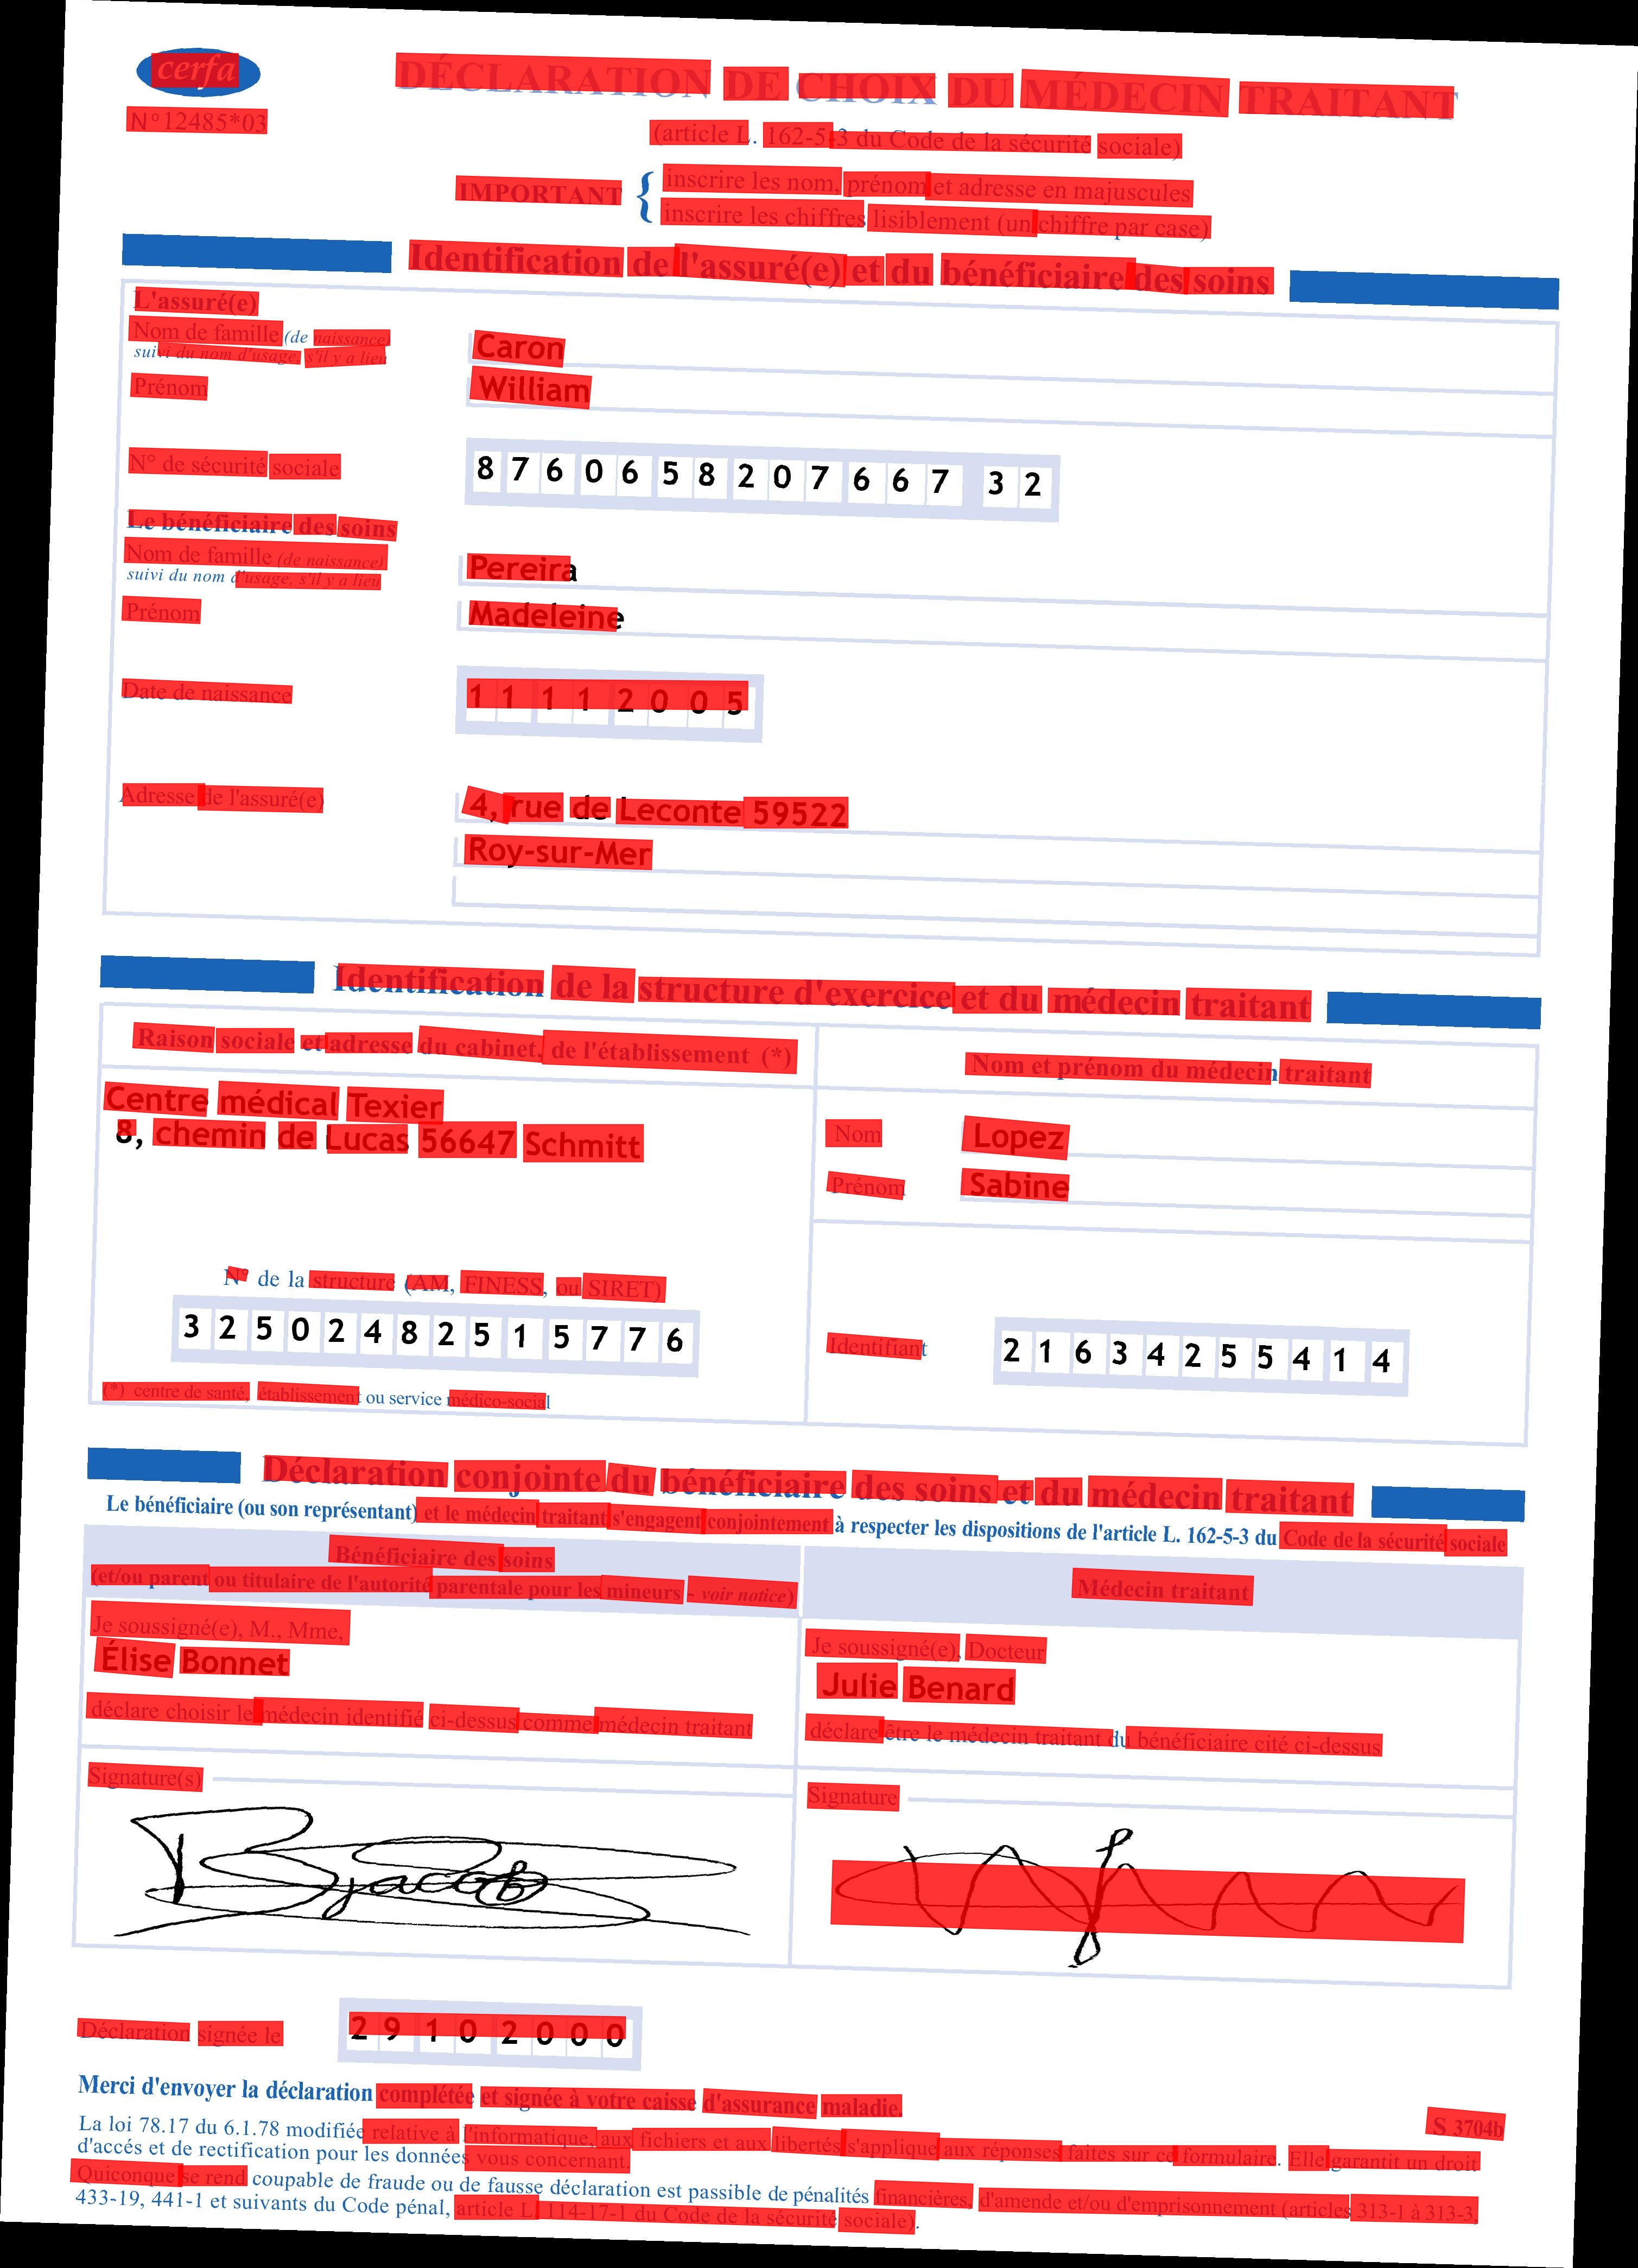 cerfa
DÉCLARATION DE CHOIX DU MÉDECIN TRAITANT
N°12485*03
(article L. 162-5-3 du Code de la sécurité sociale)
IMPORTANT { inscrire les nom, prénom et adresse en majuscules
inscrire les chiffres lisiblement (un chiffre par case)
Identification de l'assuré(e) et du bénéficiaire des soins
L'assuré(e)
Nom de famille (de naissance)
suivi du nom d'usage, s'il y a lieu
Caron
Prénom
William
N° de sécurité sociale
8 7 6 0 6 5 8 2 0 7 6 6 7 3 2
Le bénéficiaire des soins
Nom de famille (de naissance)
suivi du nom d'usage, s'il y a lieu
Pereira
Prénom
Madeleine
Date de naissance
1 1 1 1 2 0 0 5
Adresse de l'assuré(e)
4, rue de Leconte 59522
Roy-sur-Mer
Identification de la structure d'exercice et du médecin traitant
Raison sociale et adresse du cabinet, de l'établissement (*)
Nom et prénom du médecin traitant
Centre médical Texier
8, chemin de Lucas 56647 Schmitt
Nom
Lopez
Prénom
Sabine
N° de la structure (AM, FINESS, ou SIRET)
3 2 5 0 2 4 8 2 5 1 5 7 7 6
Identifiant
2 1 6 3 4 2 5 5 4 1 4
(*) centre de santé, établissement ou service médico-social
Déclaration conjointe du bénéficiaire des soins et du médecin traitant
Le bénéficiaire (ou son représentant) et le médecin traitant s'engagent conjointement à respecter les dispositions de l'article L. 162-5-3 du Code de la sécurité sociale
Bénéficiaire des soins
(et/ou parent ou titulaire de l'autorité parentale pour les mineurs - voir notice)
Médecin traitant
Je soussigné(e), M., Mme,
Élise Bonnet
déclare choisir le médecin identifié ci-dessus comme médecin traitant
Je soussigné(e), Docteur
Julie Benard
déclare être le médecin traitant du bénéficiaire cité ci-dessus
Signature(s)
Signature
Déclaration signée le
2 9 1 0 2 0 0 0
Merci d'envoyer la déclaration complétée et signée à votre caisse d'assurance maladie.
S 3704b
La loi 78.17 du 6.1.78 modifiée relative à l'informatique, aux fichiers et aux libertés s'applique aux réponses faites sur ce formulaire. Elle garantit un droit
d'accés et de rectification pour les données vous concernant.
Quiconque se rend coupable de fraude ou de fausse déclaration est passible de pénalités financières, d'amende et/ou d'emprisonnement (articles 313-1 à 313-3,
433-19, 441-1 et suivants du Code pénal, article L. 114-17-1 du Code de la sécurité sociale).